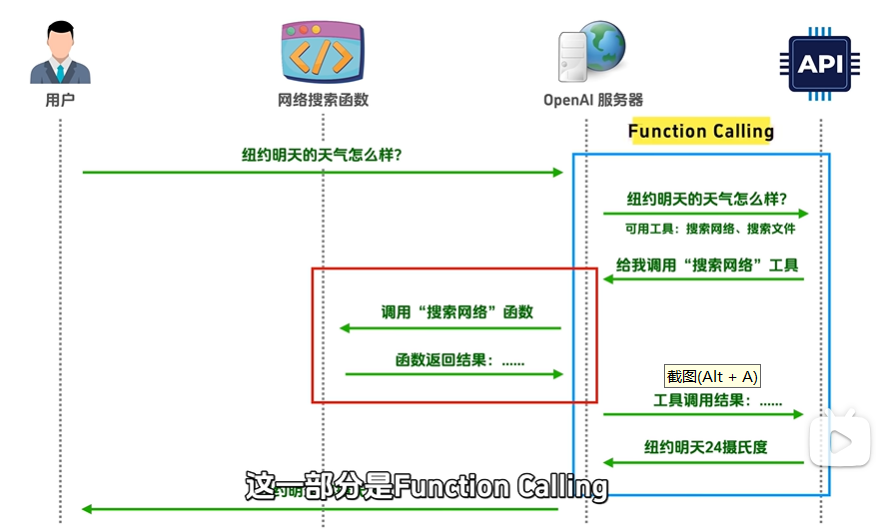 API
用户
网络搜索函数
OpenAI 服务器
Function Calling
纽约明天的天气怎么样?
纽约明天的天气怎么样?
可用工具：搜索网络、搜索文件
给我调用“搜索网络”工具
调用“搜索网络”函数
函数返回结果：……
截图(Alt + A)
工具调用结果：……
纽约明天24摄氏度
这一部分是Function Calling